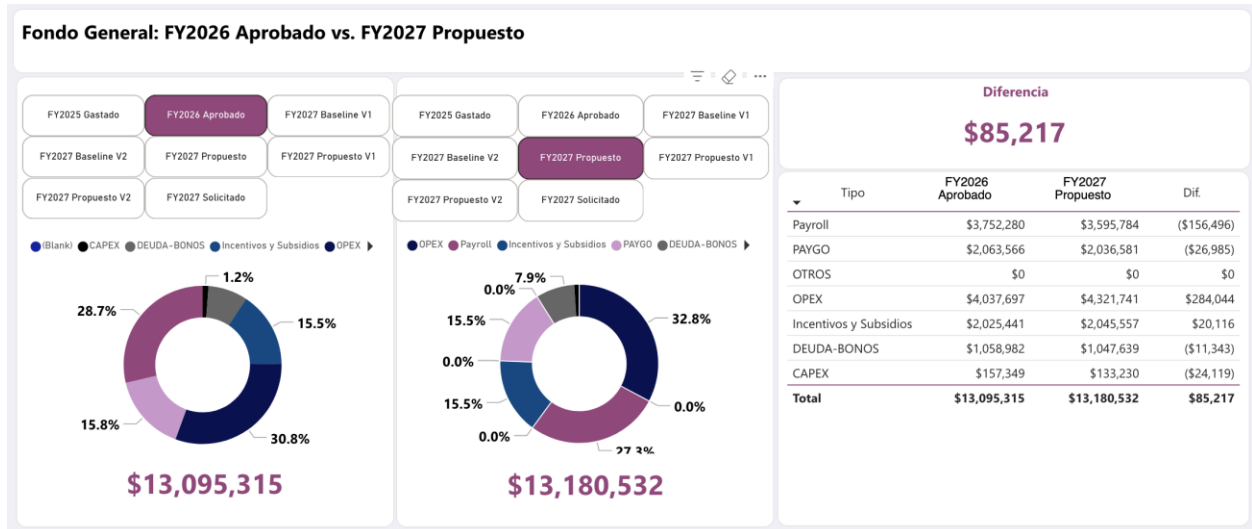 Fondo General: FY2026 Aprobado vs. FY2027 Propuesto
FY2025 Gastado FY2026 Aprobado FY2027 Baseline V1
FY2027 Baseline V2 FY2027 Propuesto FY2027 Propuesto V1
FY2027 Propuesto V2 FY2027 Solicitado
(Blank) CAPEX DEUDA-BONOS Incentivos y Subsidios OPEX
1.2%
28.7%
15.5%
15.8%
30.8%
$13,095,315
FY2025 Gastado FY2026 Aprobado FY2027 Baseline V1
FY2027 Baseline V2 FY2027 Propuesto FY2027 Propuesto V1
FY2027 Propuesto V2 FY2027 Solicitado
OPEX Payroll Incentivos y Subsidios PAYGO DEUDA-BONOS
7.9%
0.0%
15.5%
32.8%
0.0%
15.5%
0.0%
0.0%
27.3%
$13,180,532
Diferencia
$85,217
Tipo FY2026 Aprobado FY2027 Propuesto Dif.
Payroll $3,752,280 $3,595,784 ($156,496)
PAYGO $2,063,566 $2,036,581 ($26,985)
OTROS $0 $0 $0
OPEX $4,037,697 $4,321,741 $284,044
Incentivos y Subsidios $2,025,441 $2,045,557 $20,116
DEUDA-BONOS $1,058,982 $1,047,639 ($11,343)
CAPEX $157,349 $133,230 ($24,119)
Total $13,095,315 $13,180,532 $85,217